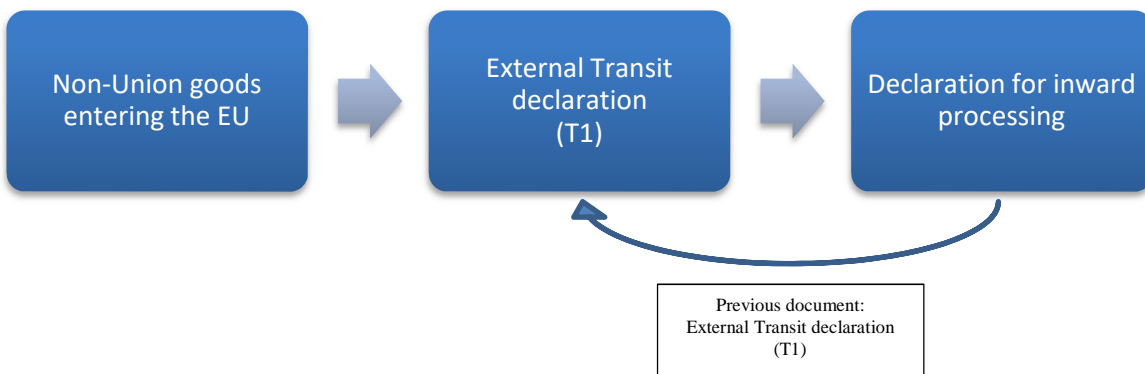 Non-Union goods
entering the EU
External Transit
declaration
(T1)
Declaration for inward
processing
Previous document:
External Transit declaration
(T1)